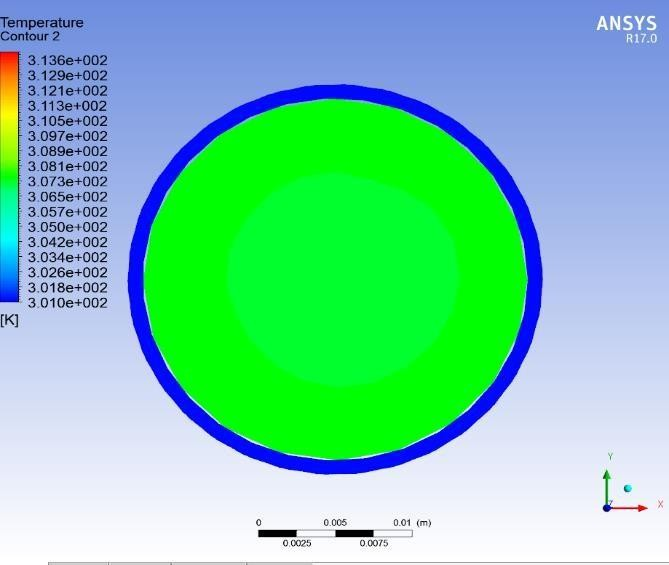 Temperature
Contour 2
3.136e+002
3.129e+002
3.121e+002
3.113e+002
3.105e+002
3.097e+002
3.089e+002
3.081e+002
3.073e+002
3.065e+002
3.057e+002
3.050e+002
3.042e+002
3.034e+002
3.026e+002
3.018e+002
3.010e+002
[K]
ANSYS
R17.0
Y
Z
X
0 0.005 0.01 (m)
0.0025 0.0075